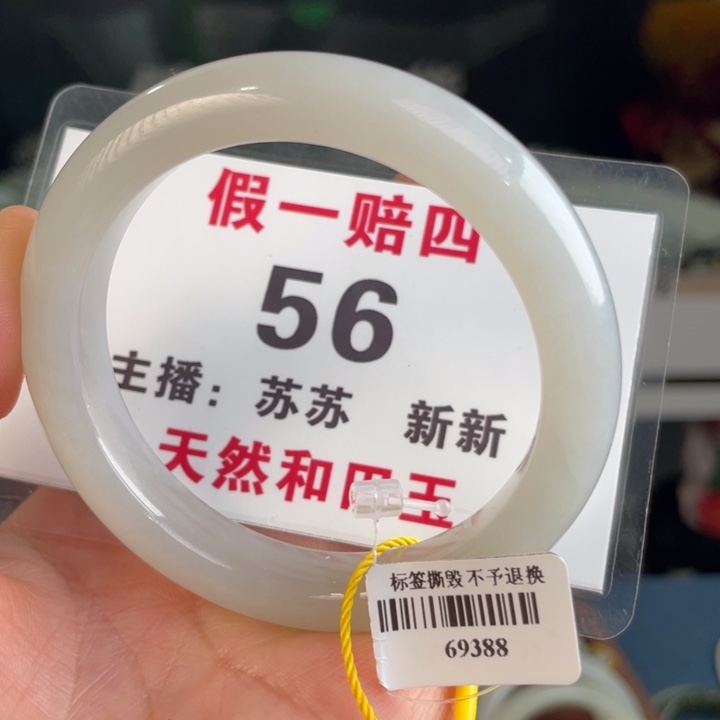 假一赔四
56
主播：苏苏 新新
天然和田玉
标签撕毁不予退换
69388